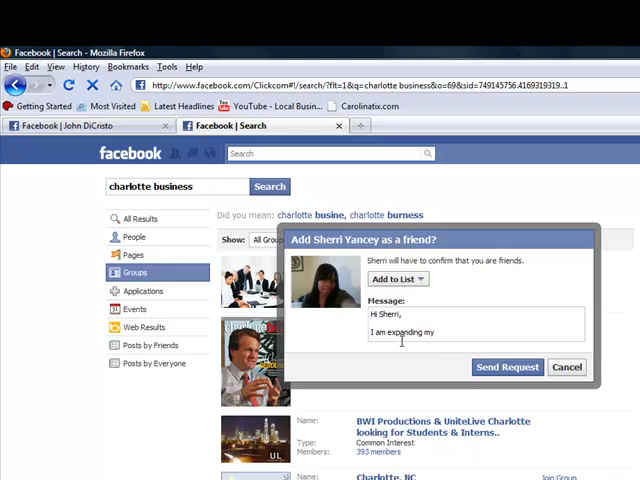 Facebook | Search - Mozilla Firefox
File Edit View History Bookmarks Tools Help
http://www.facebook.com/Clickcom#!/search/?flt=1&q=charlotte business&o=69&sid=749145756.4169319319..1
Getting Started Most Visited Latest Headlines YouTube - Local Busin... Carolinatix.com
Facebook | John DiCristo Facebook | Search
facebook Search
charlotte business Search
Did you mean: charlotte busine, charlotte burness
All Results
Show: All Grou
Add Sherri Yancey as a friend?
People
Pages
Sherri will have to confirm that you are friends.
Groups
Add to List
Applications
Message:
Events
Hi Sherri,
Web Results
I am expanding my
Posts by Friends
Posts by Everyone
Send Request Cancel
Name: BWI Productions & UniteLive Charlotte
looking for Students & Interns..
Type: Common Interest
Members: 393 members
UL
Name: Charlotte, NC Join Group